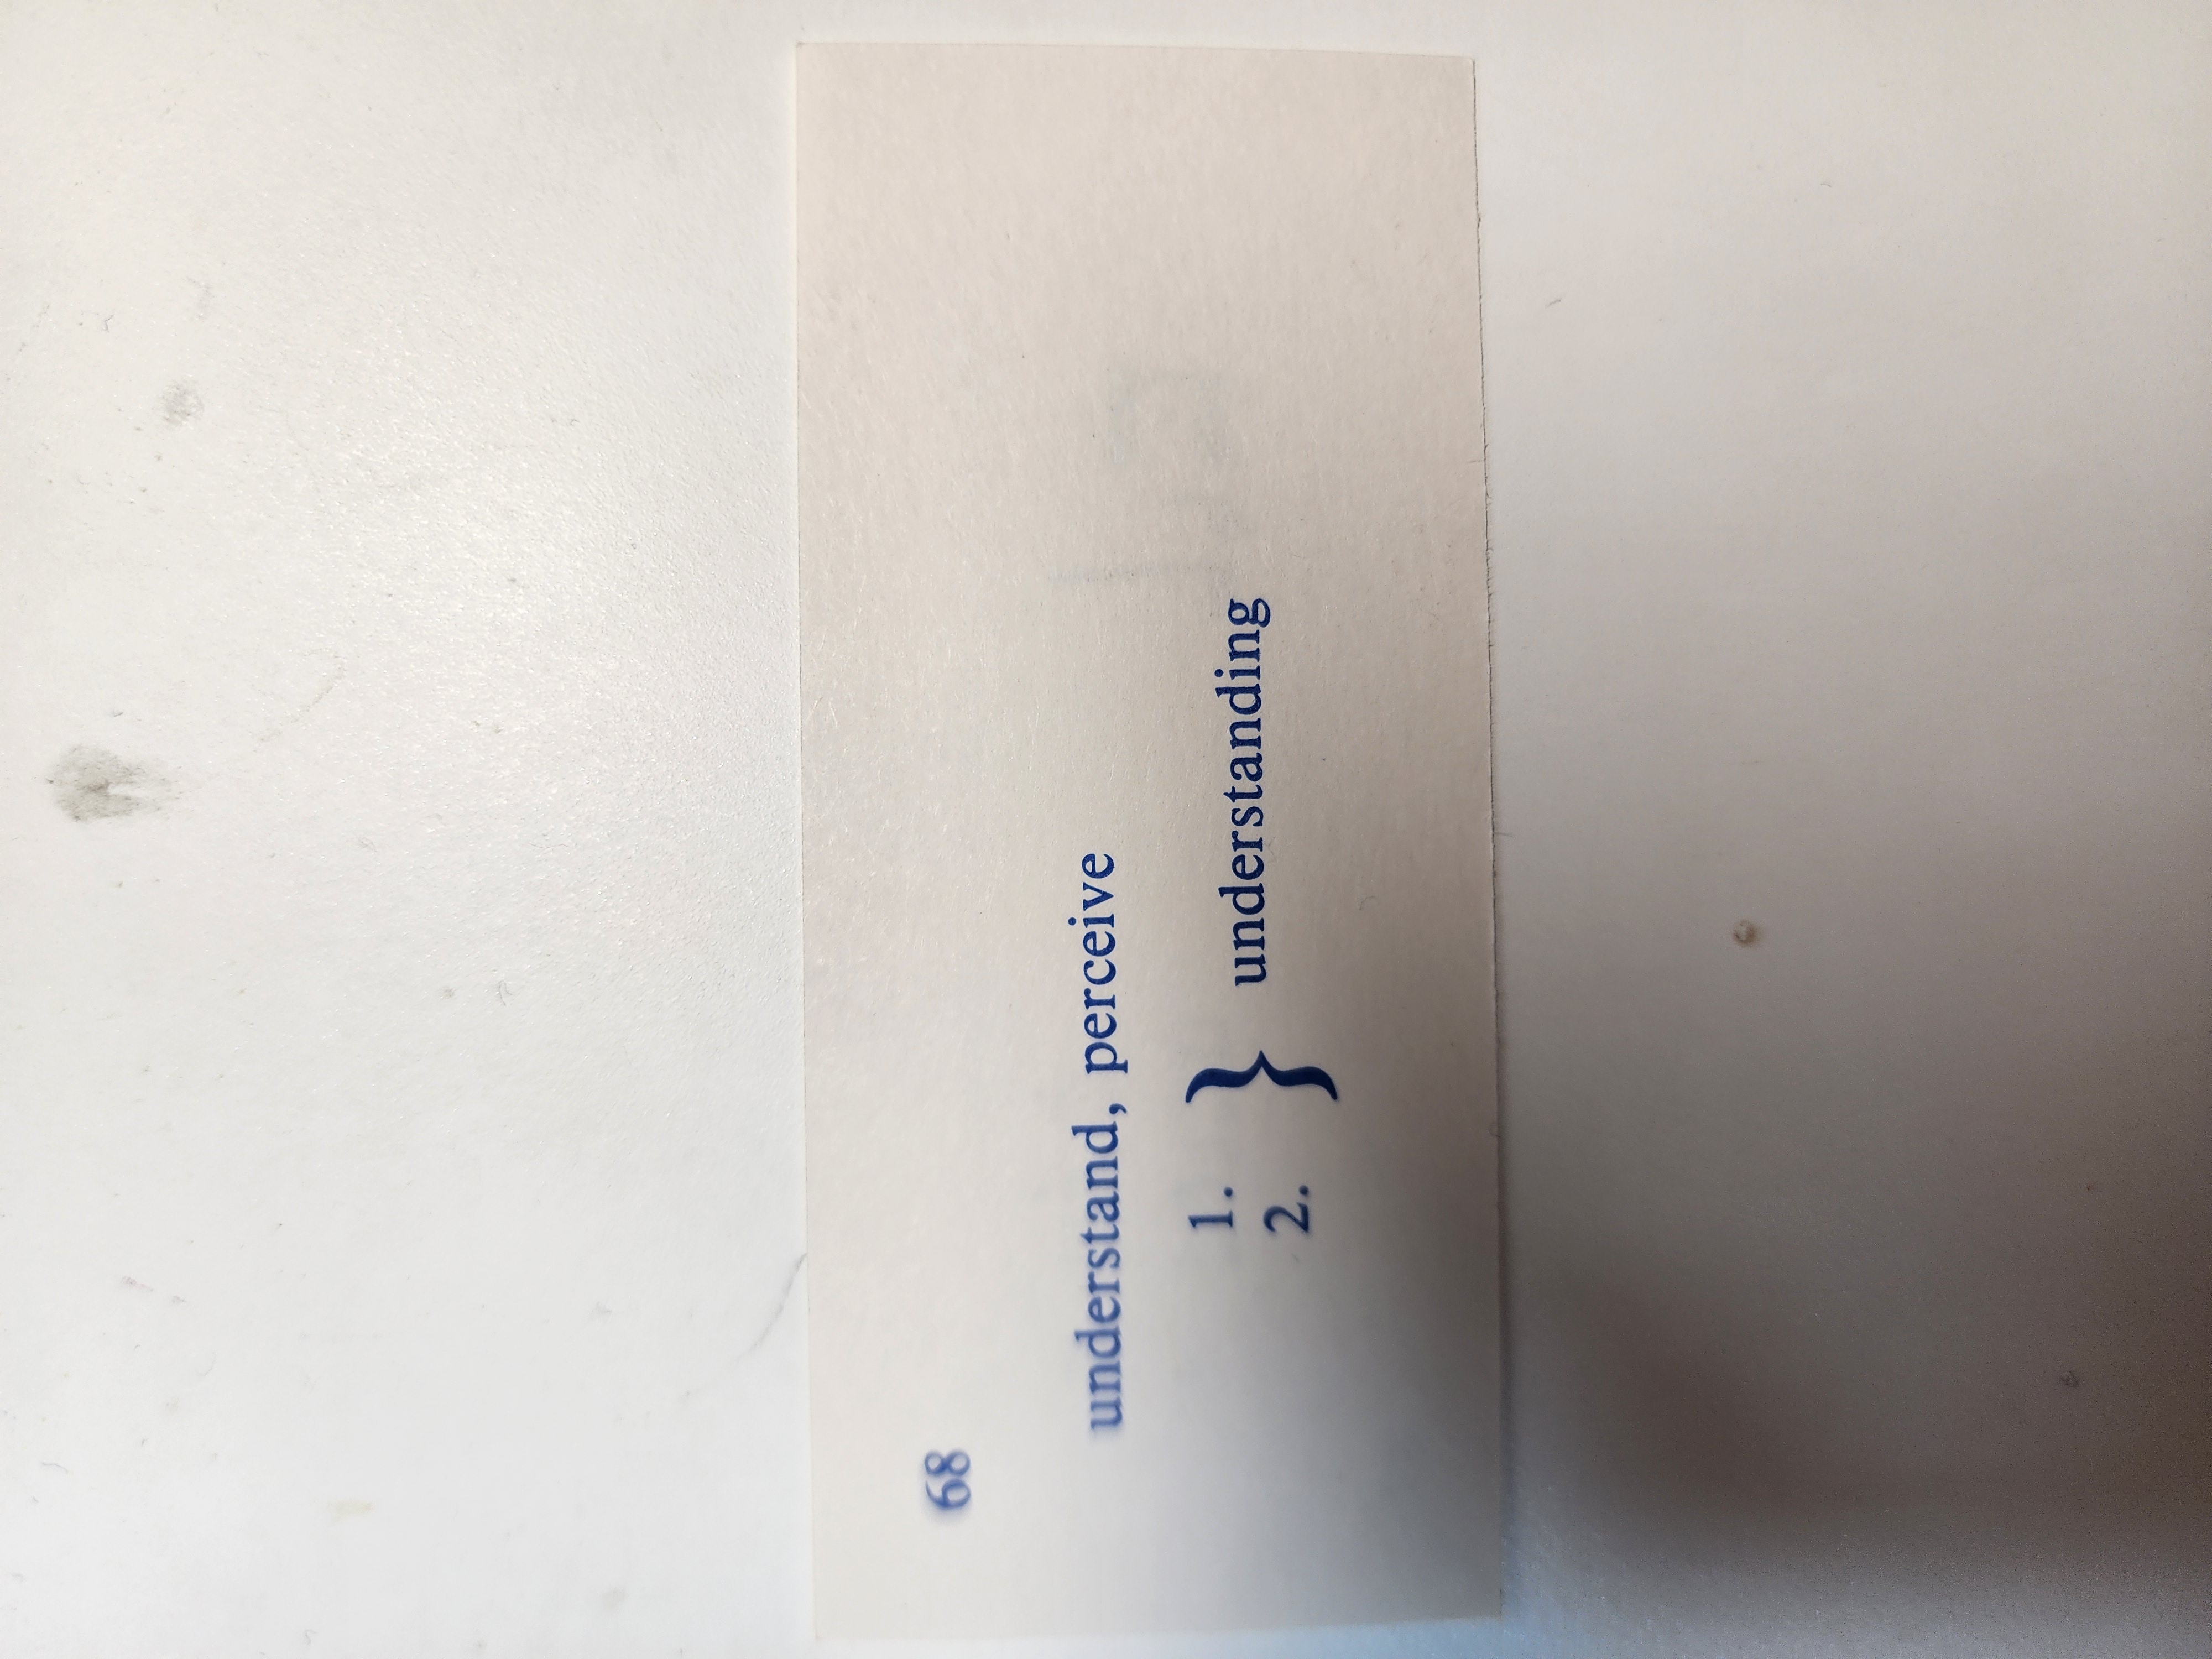 68
understand, perceive
1.
2. } understanding